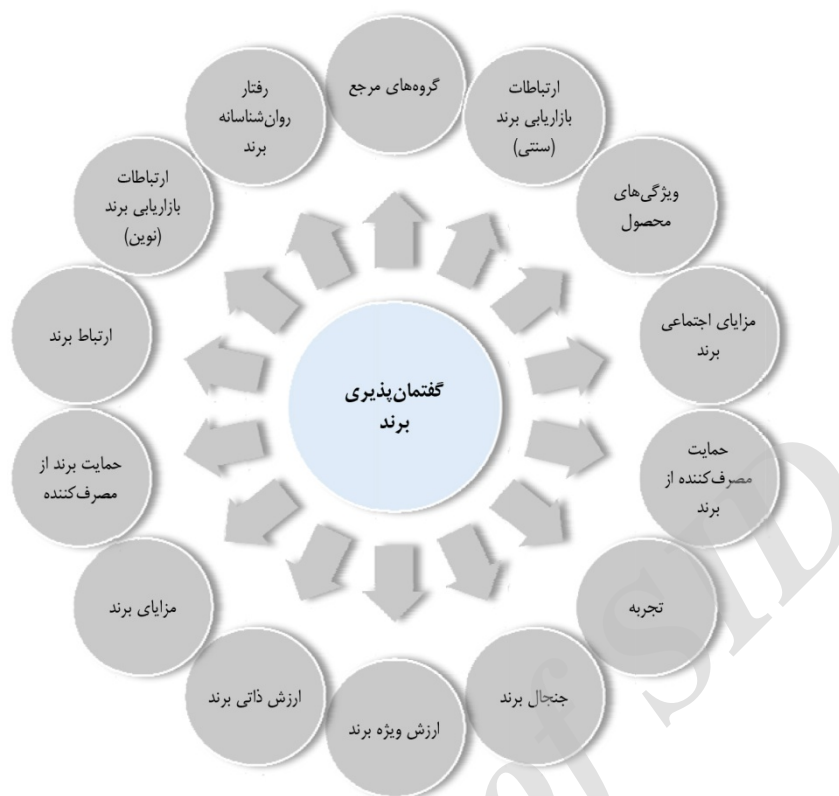 گروه‌های مرجع
ارتباطات
بازاریابی برند
(سنتی)
ویژگی‌های
محصول
مزایای اجتماعی
برند
حمایت
مصرف‌کننده از
برند
تجربه
جنجال برند
ارزش ویژه برند
ارزش ذاتی برند
مزایای برند
حمایت برند از
مصرف‌کننده
ارتباط برند
ارتباطات
بازاریابی برند
(نوین)
رفتار
روان‌شناسانه
برند
گفتمان‌پذیری
برند
of SID